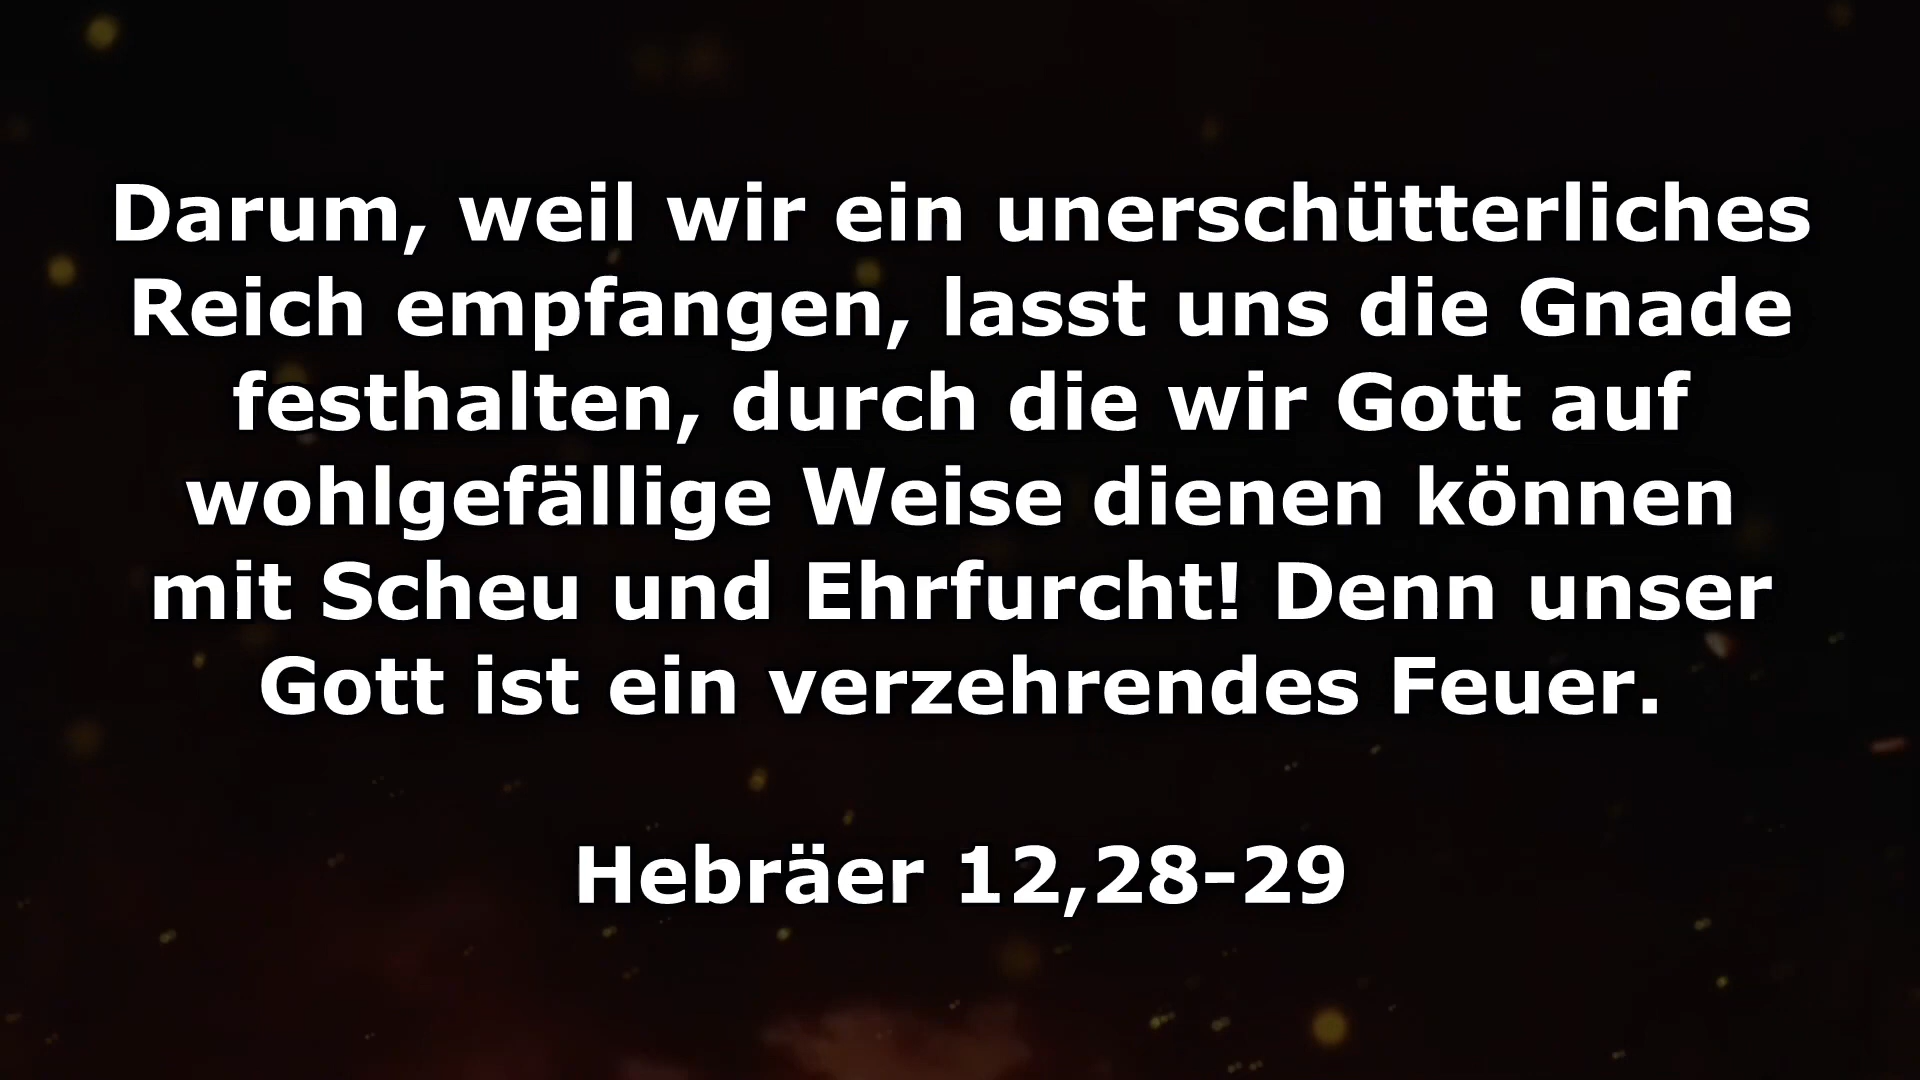 Darum, weil wir ein unerschütterliches
Reich empfangen, lasst uns die Gnade
festhalten, durch die wir Gott auf
wohlgefällige Weise dienen können
mit Scheu und Ehrfurcht! Denn unser
Gott ist ein verzehrendes Feuer.
Hebräer 12,28-29